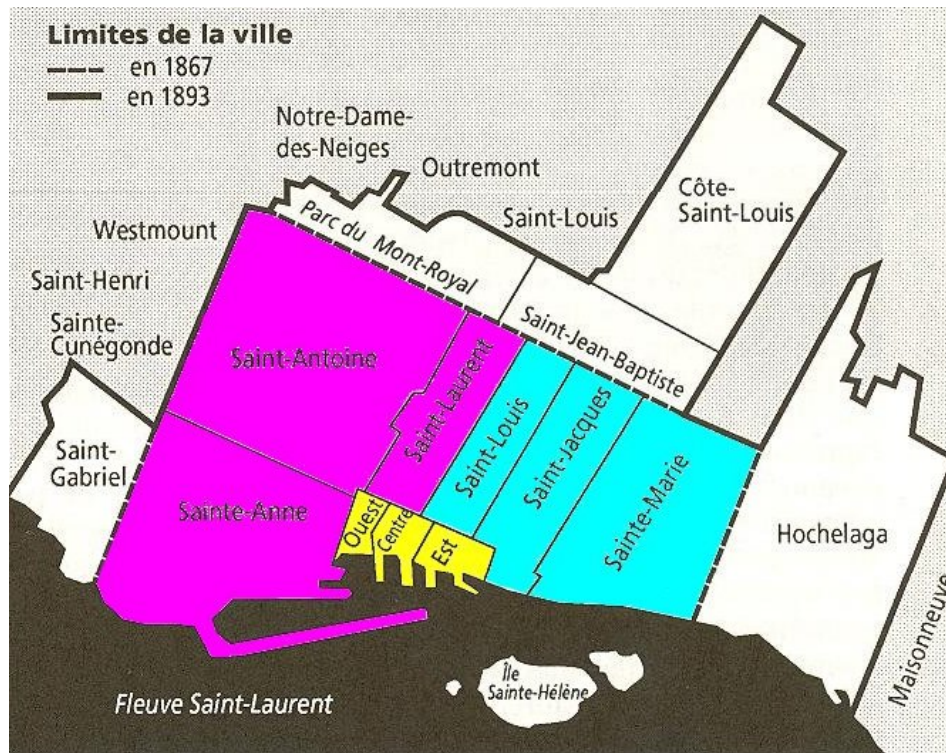 Limites de la ville
en 1867
en 1893
Notre-Dame-
des-Neiges
Outremont
Saint-Louis
Côte-
Saint-Louis
Westmount
Parc du Mont-Royal
Saint-Henri
Sainte-
Cunégonde
Saint-Jean-Baptiste
Saint-Antoine
Saint-Laurent
Saint-Louis
Saint-Jacques
Sainte-Marie
Saint-
Gabriel
Sainte-Anne
Ouest
Centre
Est
Hochelaga
Maisonneuve
Île
Sainte-Hélène
Fleuve Saint-Laurent